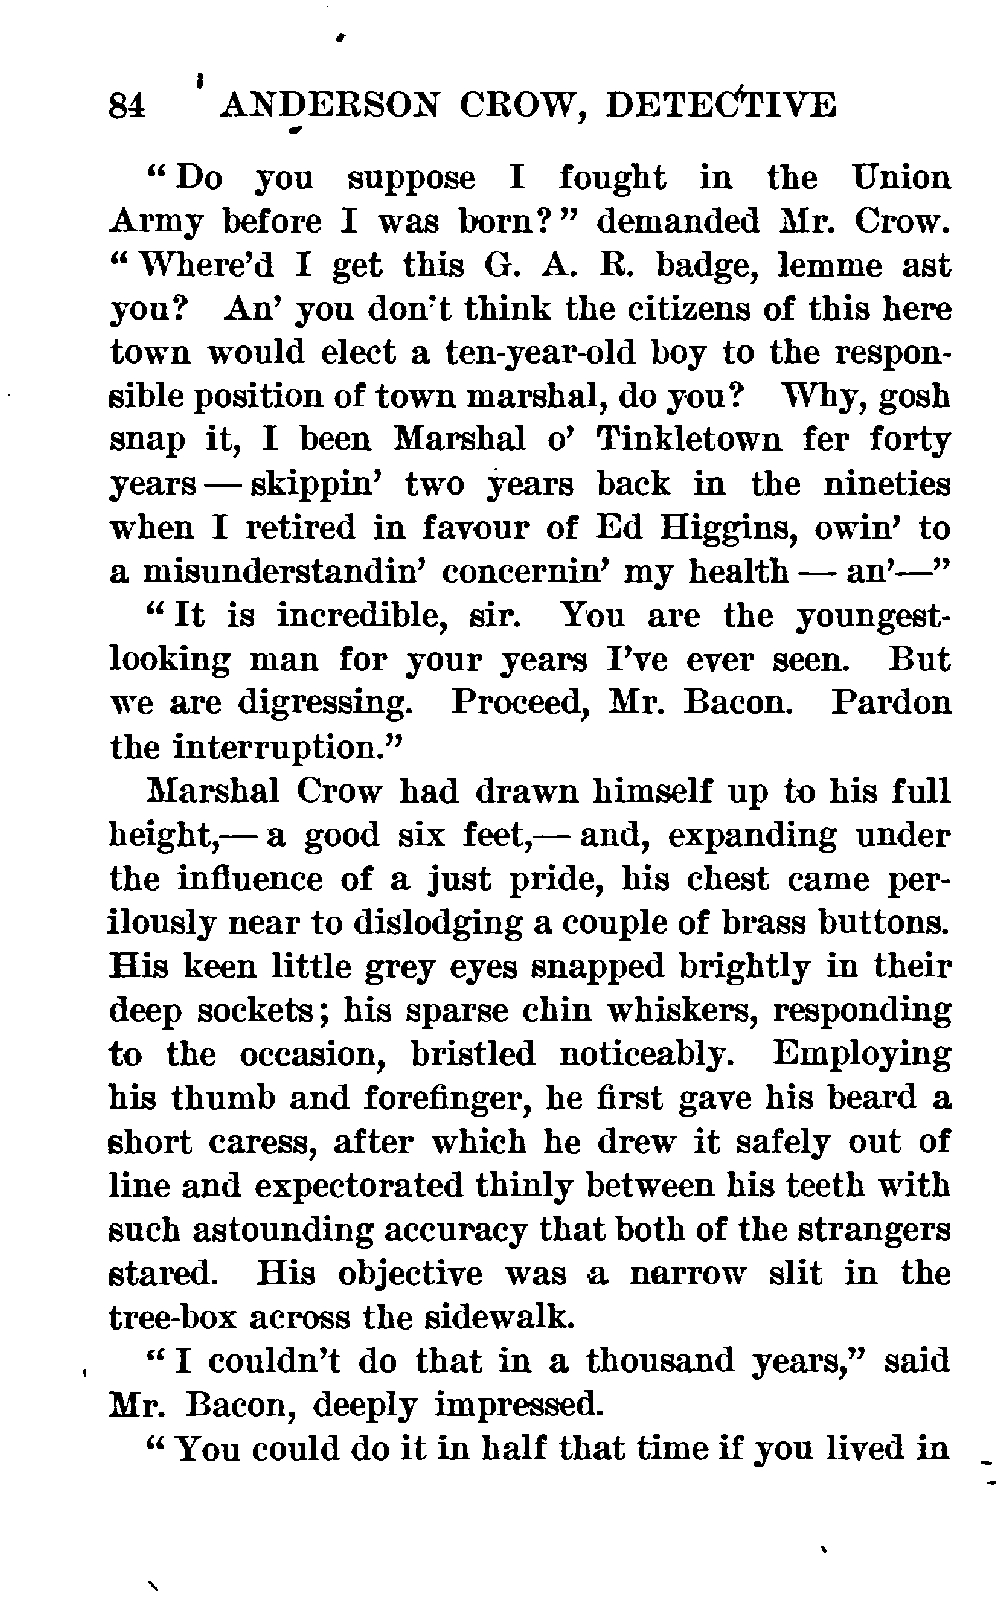 84 ANDERSON CROW, DETECTIVE
“ Do you suppose I fought in the Union
Army before I was born? ” demanded Mr. Crow.
“ Where’d I get this G. A. R. badge, lemme ast
you? An’ you don’t think the citizens of this here
town would elect a ten-year-old boy to the respon-
sible position of town marshal, do you? Why, gosh
snap it, I been Marshal o’ Tinkletown fer forty
years — skippin’ two years back in the nineties
when I retired in favour of Ed Higgins, owin’ to
a misunderstandin’ concernin’ my health — an’—”
“ It is incredible, sir. You are the youngest-
looking man for your years I’ve ever seen. But
we are digressing. Proceed, Mr. Bacon. Pardon
the interruption.”
Marshal Crow had drawn himself up to his full
height,— a good six feet,— and, expanding under
the influence of a just pride, his chest came per-
ilously near to dislodging a couple of brass buttons.
His keen little grey eyes snapped brightly in their
deep sockets; his sparse chin whiskers, responding
to the occasion, bristled noticeably. Employing
his thumb and forefinger, he first gave his beard a
short caress, after which he drew it safely out of
line and expectorated thinly between his teeth with
such astounding accuracy that both of the strangers
stared. His objective was a narrow slit in the
tree-box across the sidewalk.
“ I couldn’t do that in a thousand years,” said
Mr. Bacon, deeply impressed.
“ You could do it in half that time if you lived in